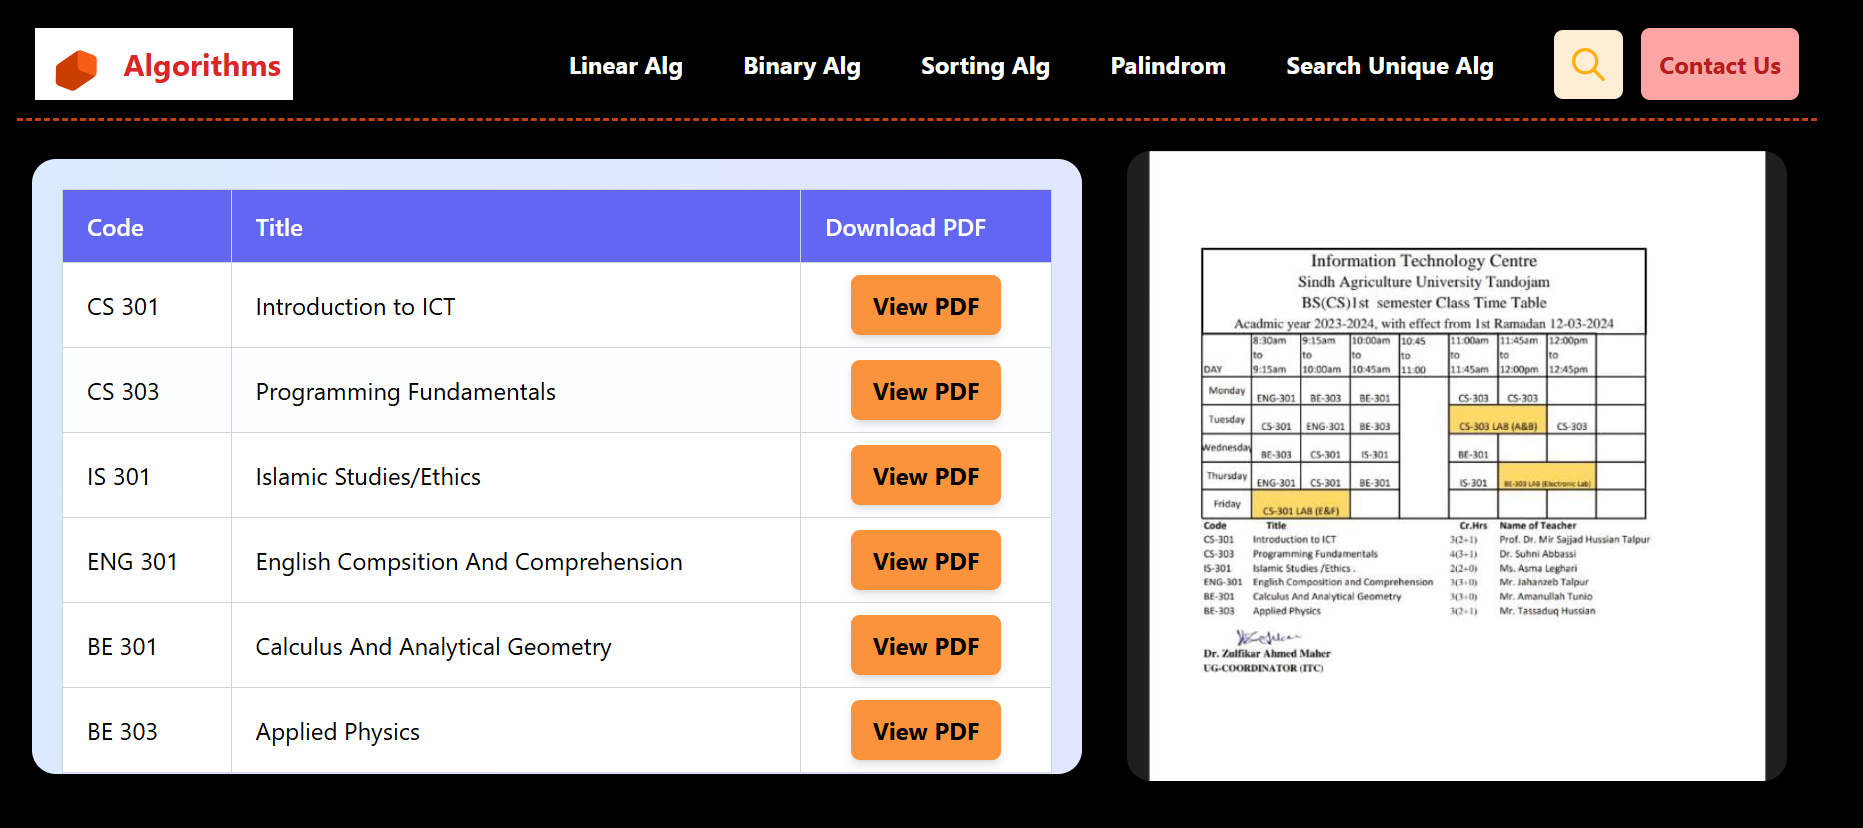 Algorithms
Linear Alg
Binary Alg
Sorting Alg
Palindrom
Search Unique Alg
Contact Us
Code Title Download PDF
CS 301 Introduction to ICT View PDF
CS 303 Programming Fundamentals View PDF
IS 301 Islamic Studies/Ethics View PDF
ENG 301 English Compsition And Comprehension View PDF
BE 301 Calculus And Analytical Geometry View PDF
BE 303 Applied Physics View PDF
Information Technology Centre
Sindh Agriculture University Tandojam
BS(CS)1st semester Class Time Table
Acadmic year 2023-2024, with effect from 1st Ramadan 12-03-2024
8:30am 9:15am 10:00am 10:45 11:00am 11:45am 12:00pm
to to to to to to to
DAY 9:15am 10:00am 10:45am 11:00 11:45am 12:00pm 12:45pm
Monday ENG-301 BE-303 BE-301 CS-303 CS-303
Tuesday CS-301 ENG-301 BE-303 CS-303 LAB (A&B) CS-303
Wednesday BE-303 CS-301 IS-301 BE-301
Thursday ENG-301 CS-301 BE-301 IS-301 BE-303 LAB (Electronic Lab)
Friday CS-301 LAB (E&F)
Code Title Cr.Hrs Name of Teacher
CS-301 Introduction to ICT 3(2+1) Prof. Dr. Mir Sajjad Hussian Talpur
CS-303 Programming Fundamentals 4(3+1) Dr. Suhni Abbassi
IS-301 Islamic Studies /Ethics . 2(2+0) Ms. Asma Leghari
ENG-301 English Composition and Comprehension 3(3+0) Mr. Jahanzeb Talpur
BE-301 Calculus And Analytical Geometry 3(3+0) Mr. Amanullah Tunio
BE-303 Applied Physics 3(2+1) Mr. Tassaduq Hussian
Dr. Zulfikar Ahmed Maher
UG-COORDINATOR (ITC)